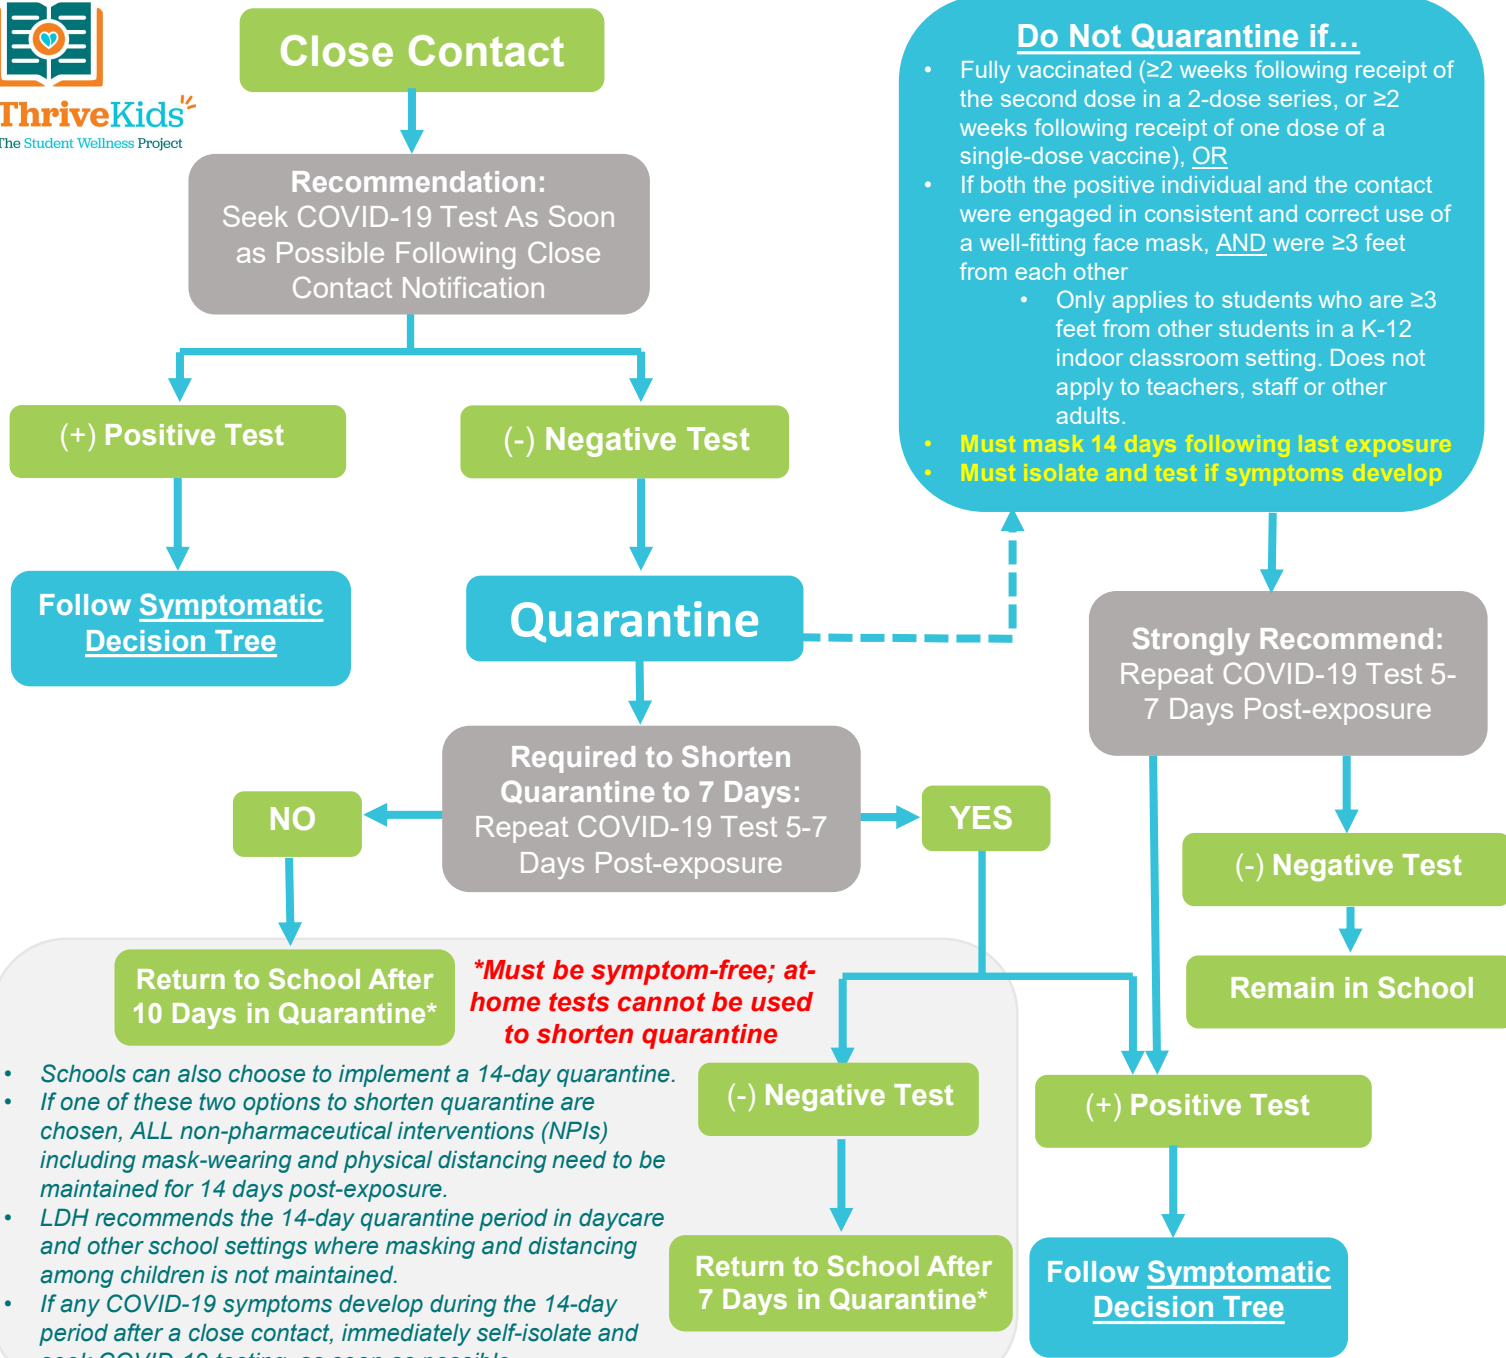 ThriveKids
The Student Wellness Project
Close Contact
Recommendation:
Seek COVID-19 Test As Soon
as Possible Following Close
Contact Notification
(+) Positive Test
(-) Negative Test
Follow Symptomatic
Decision Tree
Quarantine
Do Not Quarantine if…
• Fully vaccinated (≥2 weeks following receipt of
the second dose in a 2-dose series, or ≥2
weeks following receipt of one dose of a
single-dose vaccine), OR
• If both the positive individual and the contact
were engaged in consistent and correct use of
a well-fitting face mask, AND were ≥3 feet
from each other
• Only applies to students who are ≥3
feet from other students in a K-12
indoor classroom setting. Does not
apply to teachers, staff or other
adults.
• Must mask 14 days following last exposure
• Must isolate and test if symptoms develop
Strongly Recommend:
Repeat COVID-19 Test 5-
7 Days Post-exposure
Required to Shorten
Quarantine to 7 Days:
Repeat COVID-19 Test 5-7
Days Post-exposure
NO
YES
(-) Negative Test
Remain in School
Return to School After
10 Days in Quarantine*
*Must be symptom-free; at-
home tests cannot be used
to shorten quarantine
• Schools can also choose to implement a 14-day quarantine.
• If one of these two options to shorten quarantine are
chosen, ALL non-pharmaceutical interventions (NPIs)
including mask-wearing and physical distancing need to be
maintained for 14 days post-exposure.
• LDH recommends the 14-day quarantine period in daycare
and other school settings where masking and distancing
among children is not maintained.
• If any COVID-19 symptoms develop during the 14-day
period after a close contact, immediately self-isolate and
seek COVID-19 testing, as soon as possible
(-) Negative Test
(+) Positive Test
Return to School After
7 Days in Quarantine*
Follow Symptomatic
Decision Tree